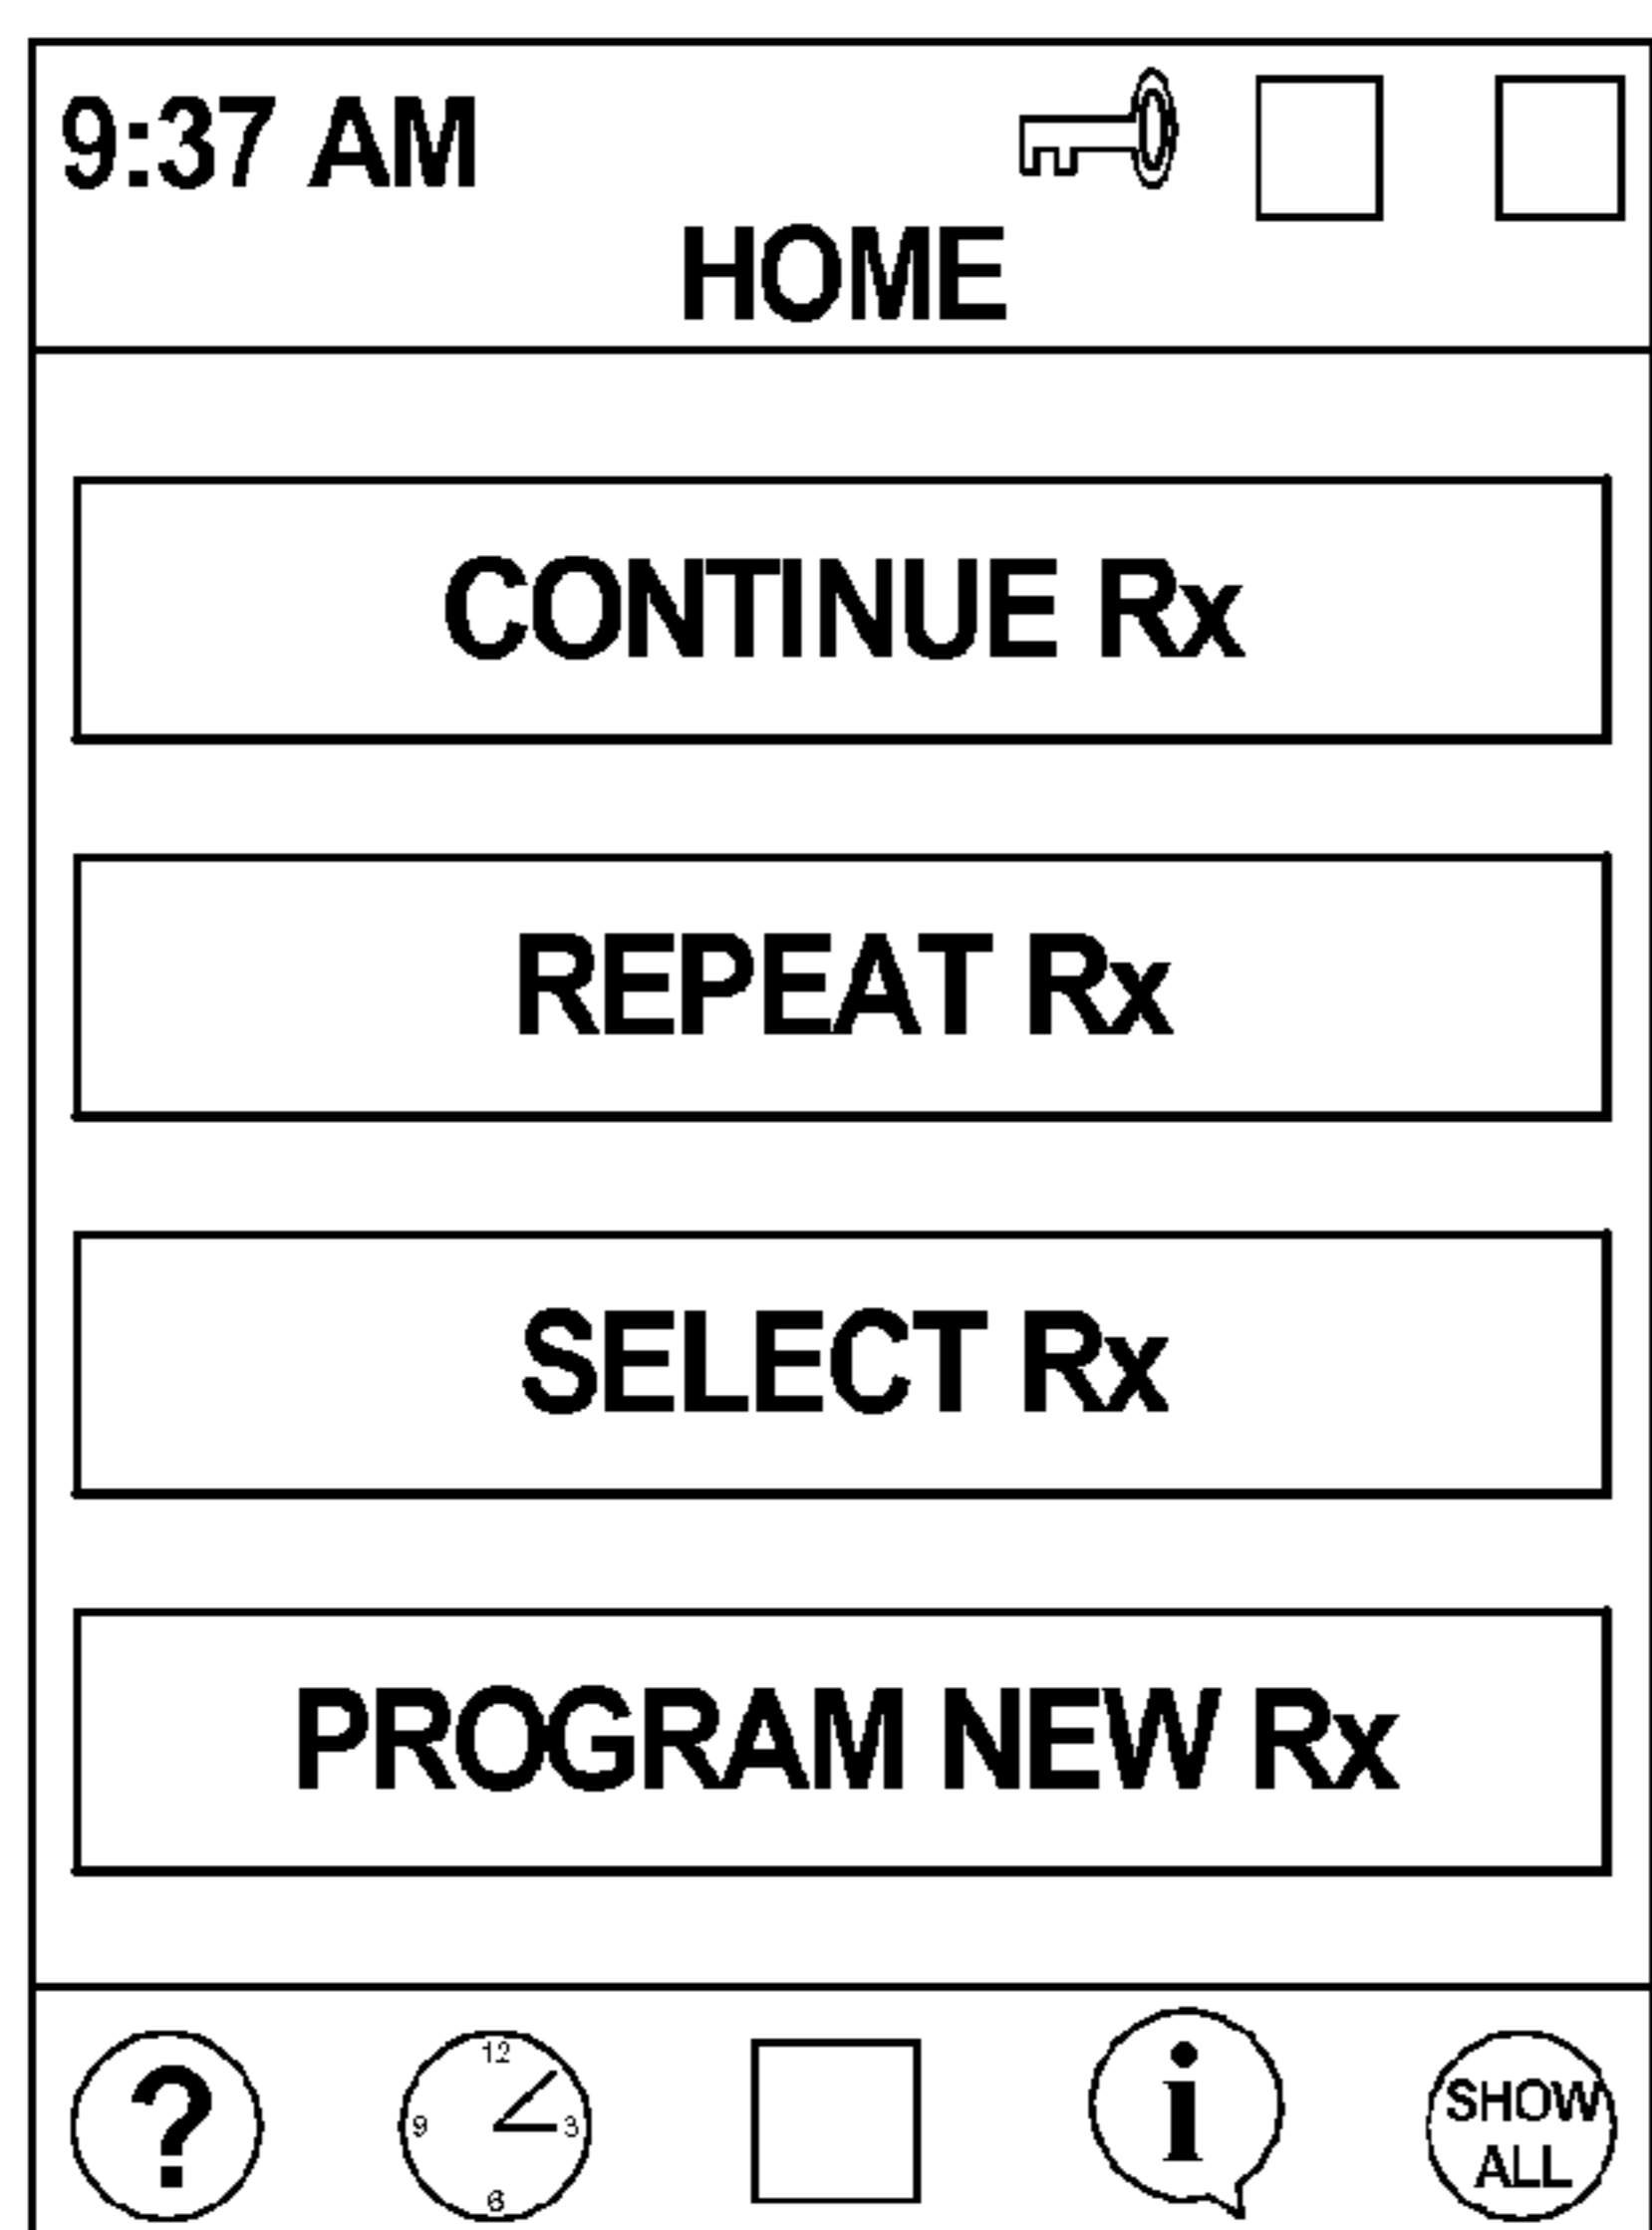 9:37 AM
HOME
CONTINUE Rx
REPEAT Rx
SELECT Rx
PROGRAM NEW Rx
?
12
9
3
6
i
SHOW
ALL